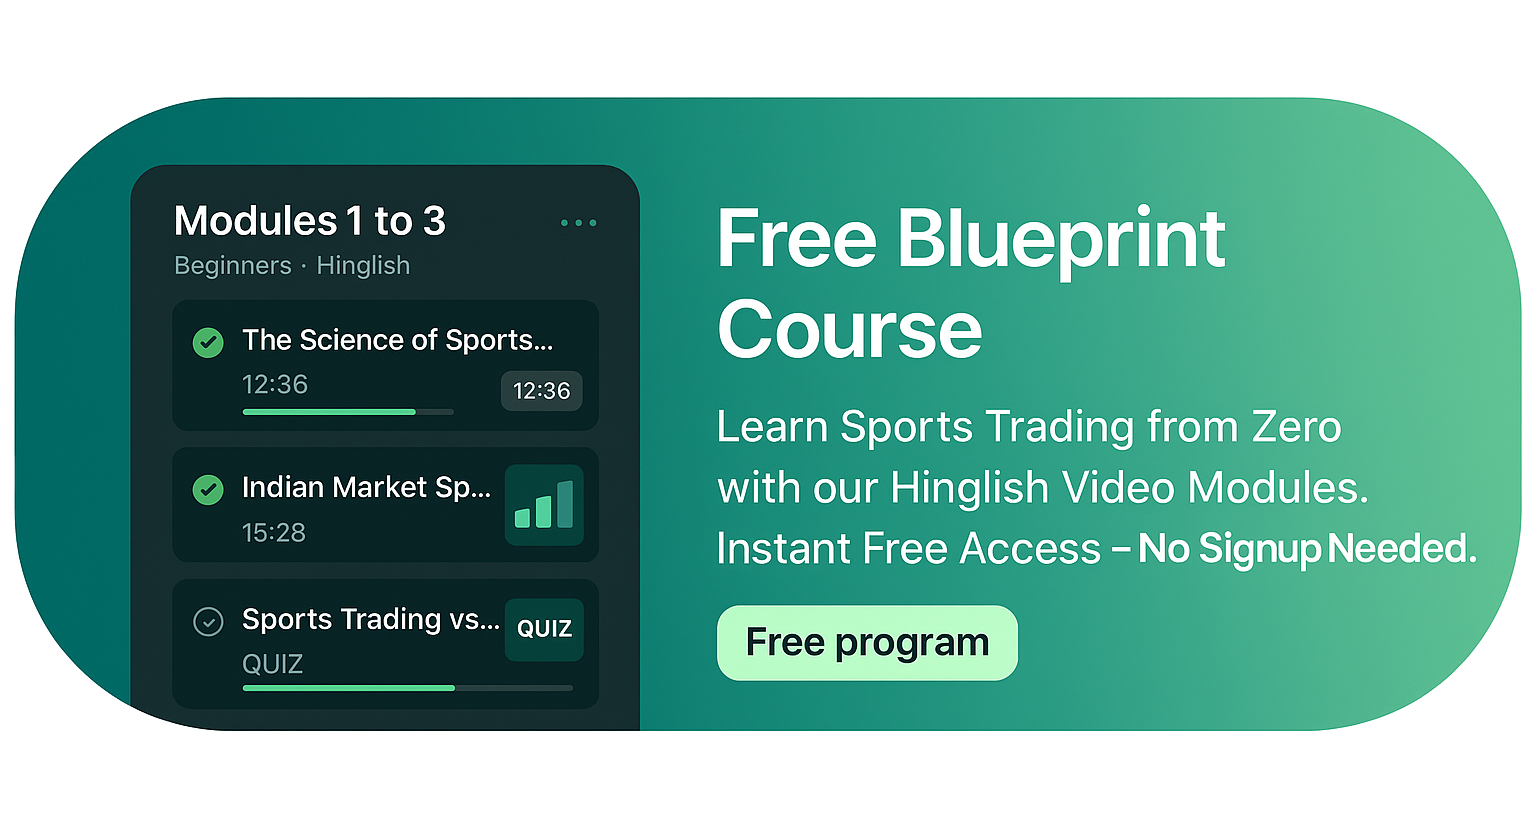 Modules 1 to 3
Beginners · Hinglish
The Science of Sports...
12:36
12:36
Indian Market Sp...
15:28
Sports Trading vs...
QUIZ
QUIZ
Free Blueprint
Course
Learn Sports Trading from Zero
with our Hinglish Video Modules.
Instant Free Access – No Signup Needed.
Free program